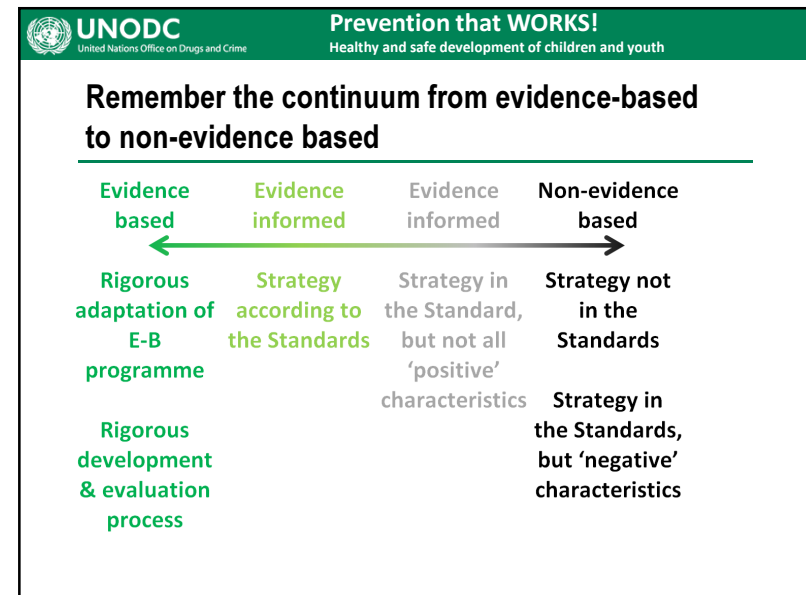 UNODC
United Nations Office on Drugs and Crime
Prevention that WORKS!
Healthy and safe development of children and youth
Remember the continuum from evidence-based
to non-evidence based
Evidence
based
Evidence
informed
Evidence
informed
Non-evidence
based
Rigorous
adaptation of
E-B
programme
Rigorous
development
& evaluation
process
Strategy
according to
the Standards
Strategy in
the Standard,
but not all
‘positive’
characteristics
Strategy not
in the
Standards
Strategy in
the Standards,
but ‘negative’
characteristics